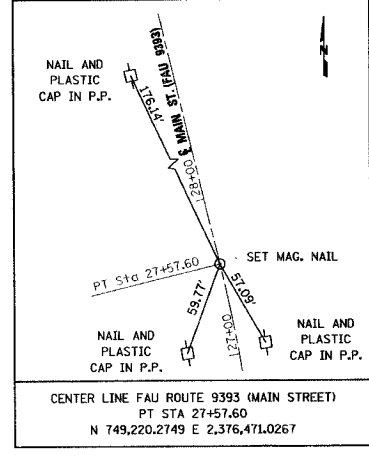 NAIL AND
PLASTIC
CAP IN P.P.
176.14'
℄ MAIN ST. (FAU 9393)
128+00
SET MAG. NAIL
PT Sta 27+57.60
59.77'
57.09'
127+00
NAIL AND
PLASTIC
CAP IN P.P.
NAIL AND
PLASTIC
CAP IN P.P.
CENTER LINE FAU ROUTE 9393 (MAIN STREET)
PT STA 27+57.60
N 749,220.2749 E 2,376,471.0267